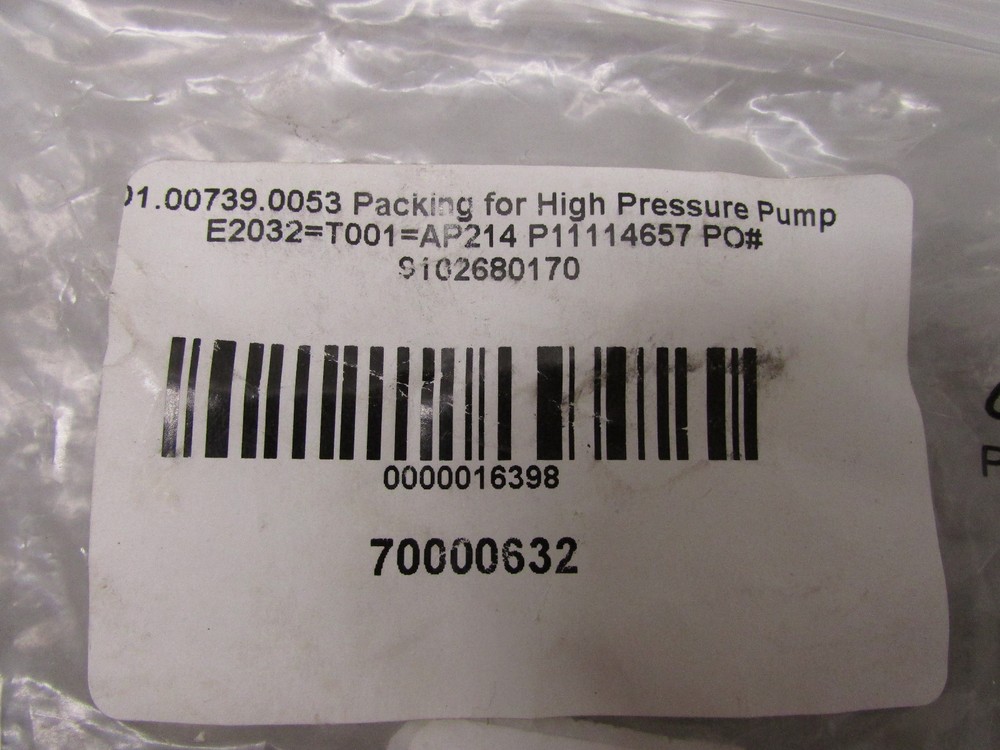 01.00739.0053 Packing for High Pressure Pump
E2032=T001=AP214 P11114657 PO#
9102680170
0000016398
70000632